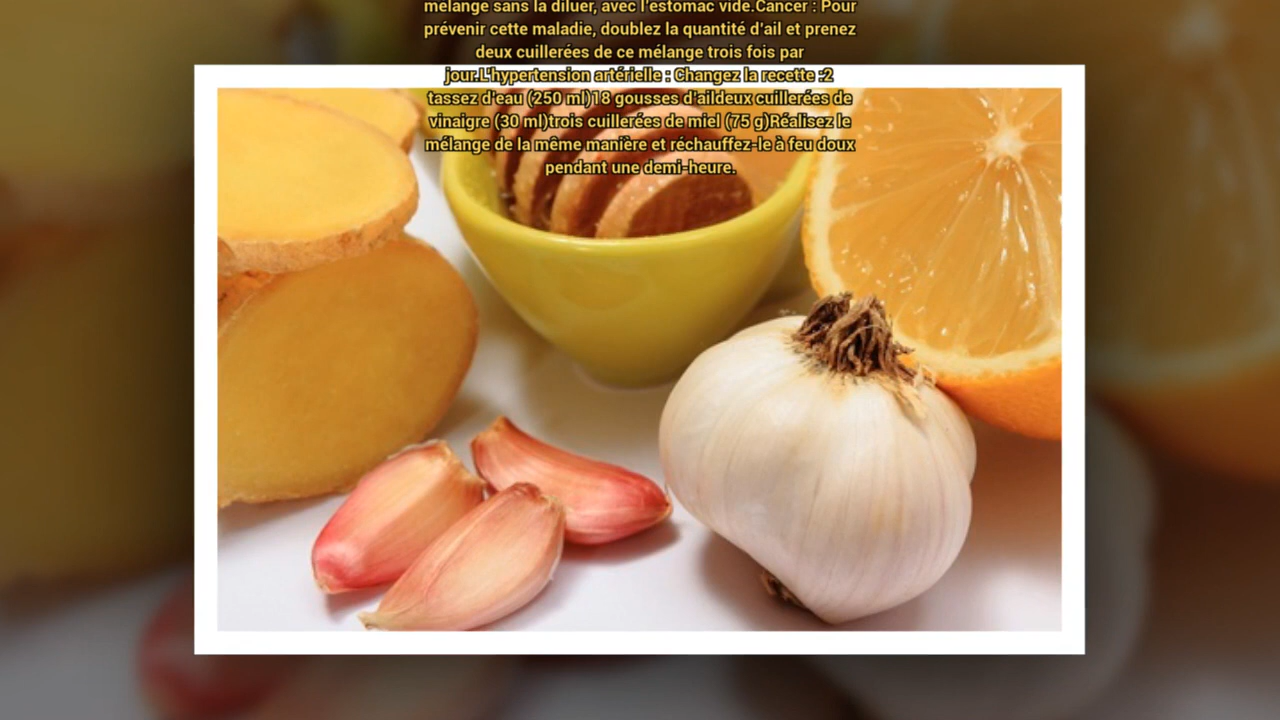 mélange sans la diluer, avec l'estomac vide.Cancer : Pour
prévenir cette maladie, doublez la quantité d'ail et prenez
deux cuillerées de ce mélange trois fois par
jour.L'hypertension artérielle : Changez la recette :2
tassez d'eau (250 ml)18 gousses d'aildeux cuillerées de
vinaigre (30 ml)trois cuillerées de miel (75 g)Réalisez le
mélange de la même manière et réchauffez-le à feu doux
pendant une demi-heure.